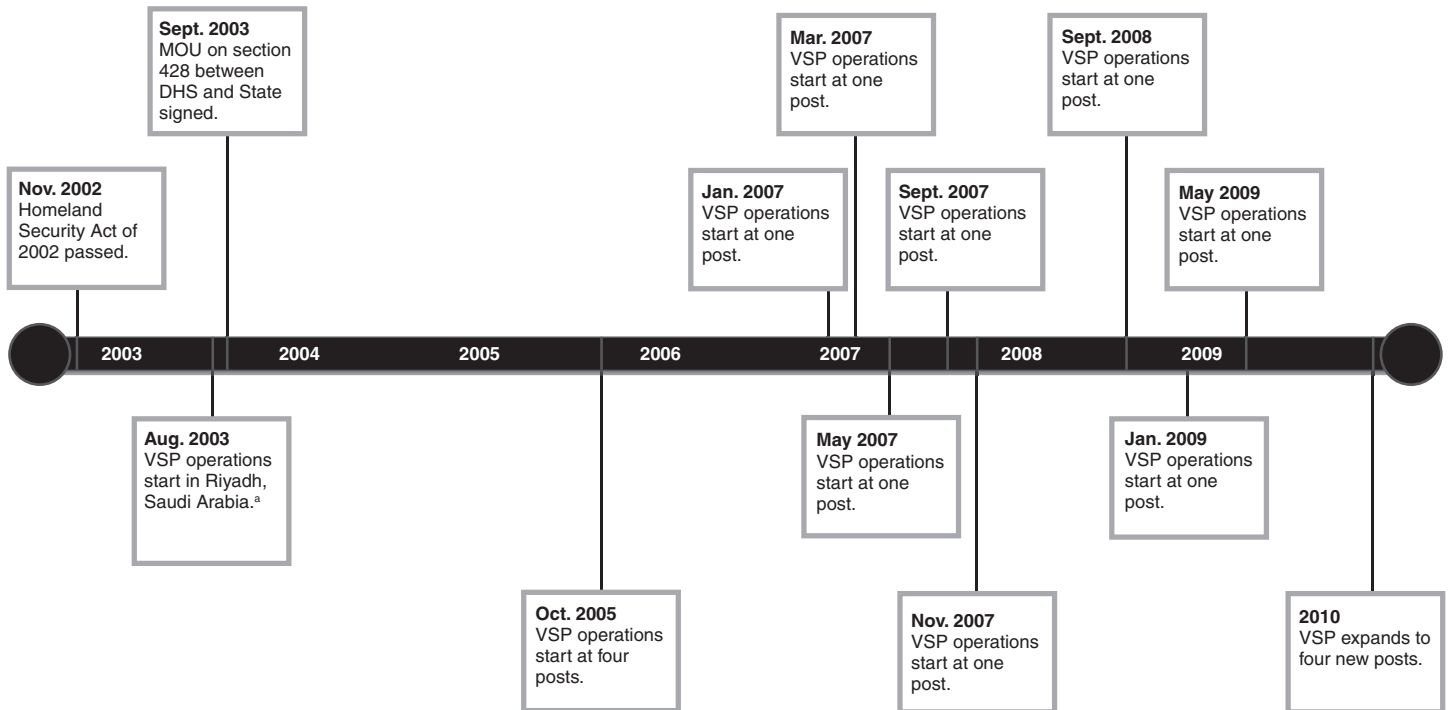 Sept. 2003
MOU on section
428 between
DHS and State
signed.
Mar. 2007
VSP operations
start at one
post.
Sept. 2008
VSP operations
start at one
post.
Nov. 2002
Homeland
Security Act of
2002 passed.
Jan. 2007
VSP operations
start at one
post.
Sept. 2007
VSP operations
start at one
post.
May 2009
VSP operations
start at one
post.
2003 2004 2005 2006 2007 2008 2009
Aug. 2003
VSP operations
start in Riyadh,
Saudi Arabia.ᵃ
May 2007
VSP operations
start at one
post.
Jan. 2009
VSP operations
start at one
post.
Oct. 2005
VSP operations
start at four
posts.
Nov. 2007
VSP operations
start at one
post.
2010
VSP expands to
four new posts.